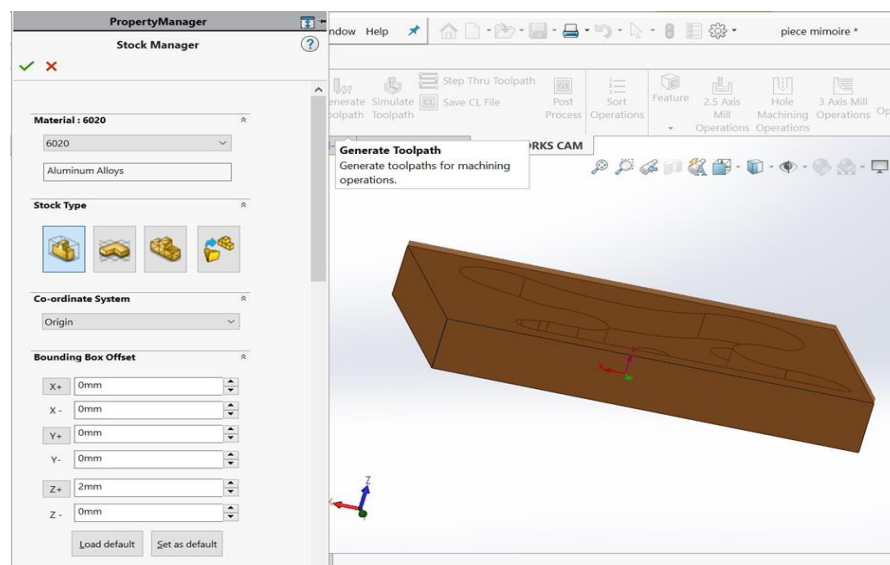 PropertyManager
Stock Manager
Material : 6020
6020
Aluminum Alloys
Stock Type
Co-ordinate System
Origin
Bounding Box Offset
X+ 0mm
X - 0mm
Y+ 0mm
Y- 0mm
Z+ 2mm
Z - 0mm
Load default Set as default
ndow Help piece mimoire *
enerate Simulate Step Thru Toolpath Post Sort Feature 2.5 Axis Hole 3 Axis Mill
oolpath Toolpath Save CL File Process Operations Mill Machining Operations Op
Operations Operations
ORKS CAM
Generate Toolpath
Generate toolpaths for machining
operations.
Z